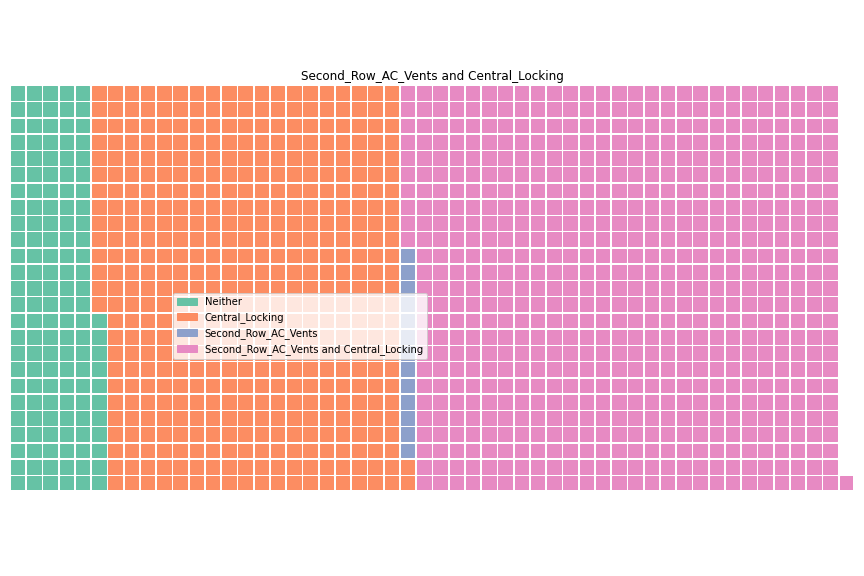 Second_Row_AC_Vents and Central_Locking
Neither
Central_Locking
Second_Row_AC_Vents
Second_Row_AC_Vents and Central_Locking